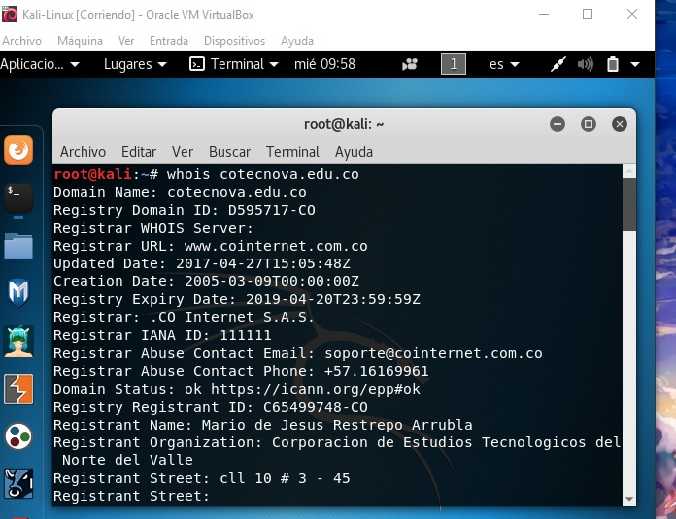 Kali-Linux [Corriendo] - Oracle VM VirtualBox
Archivo Máquina Ver Entrada Dispositivos Ayuda
Aplicacio... Lugares Terminal mié 09:58 1 es
root@kali: ~
Archivo Editar Ver Buscar Terminal Ayuda
root@kali:~# whois cotecnova.edu.co
Domain Name: cotecnova.edu.co
Registry Domain ID: D595717-CO
Registrar WHOIS Server:
Registrar URL: www.cointernet.com.co
Updated Date: 2017-04-27T15:05:48Z
Creation Date: 2005-03-09T00:00:00Z
Registry Expiry Date: 2019-04-20T23:59:59Z
Registrar: .CO Internet S.A.S.
Registrar IANA ID: 111111
Registrar Abuse Contact Email: soporte@cointernet.com.co
Registrar Abuse Contact Phone: +57.16169961
Domain Status: ok https://icann.org/epp#ok
Registry Registrant ID: C65499748-CO
Registrant Name: Mario de Jesus Restrepo Arrubla
Registrant Organization: Corporacion de Estudios Tecnologicos del
Norte del Valle
Registrant Street: cll 10 # 3 - 45
Registrant Street: